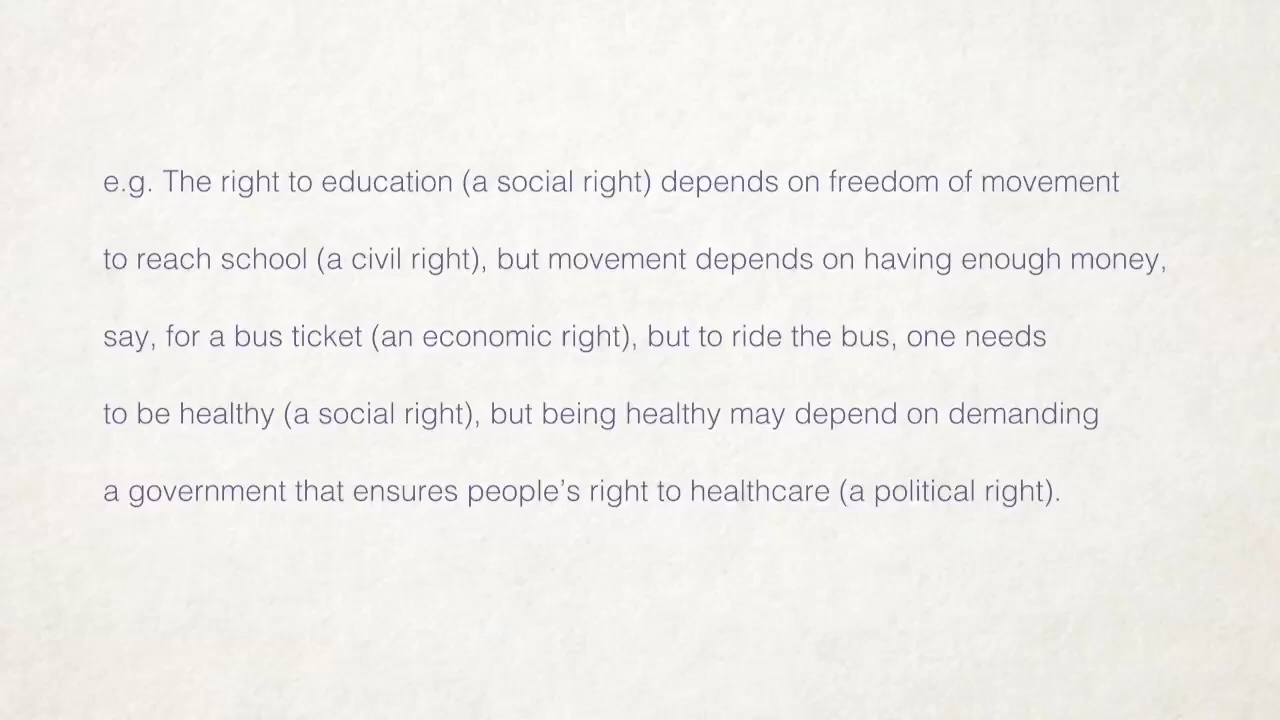 e.g. The right to education (a social right) depends on freedom of movement
to reach school (a civil right), but movement depends on having enough money,
say, for a bus ticket (an economic right), but to ride the bus, one needs
to be healthy (a social right), but being healthy may depend on demanding
a government that ensures people’s right to healthcare (a political right).